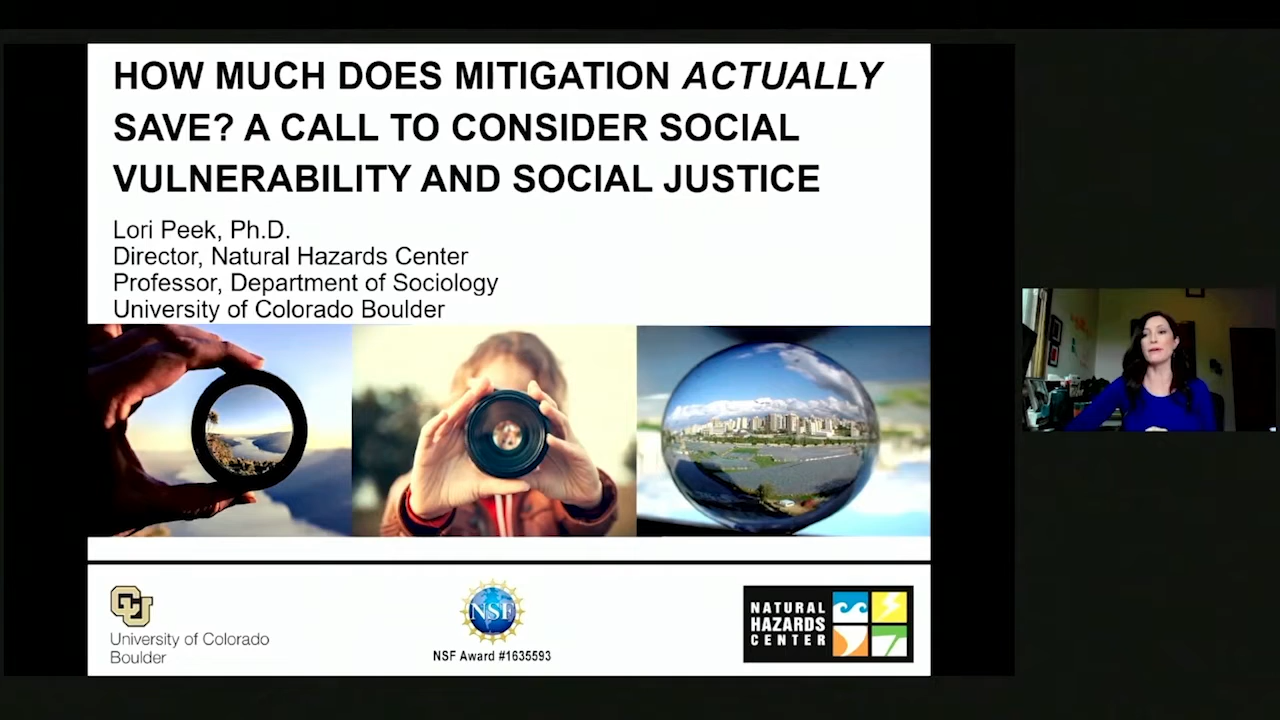 HOW MUCH DOES MITIGATION ACTUALLY
SAVE? A CALL TO CONSIDER SOCIAL
VULNERABILITY AND SOCIAL JUSTICE
Lori Peek, Ph.D.
Director, Natural Hazards Center
Professor, Department of Sociology
University of Colorado Boulder
CU
University of Colorado
Boulder
NSF
NSF Award #1635593
NATURAL
HAZARDS
CENTER